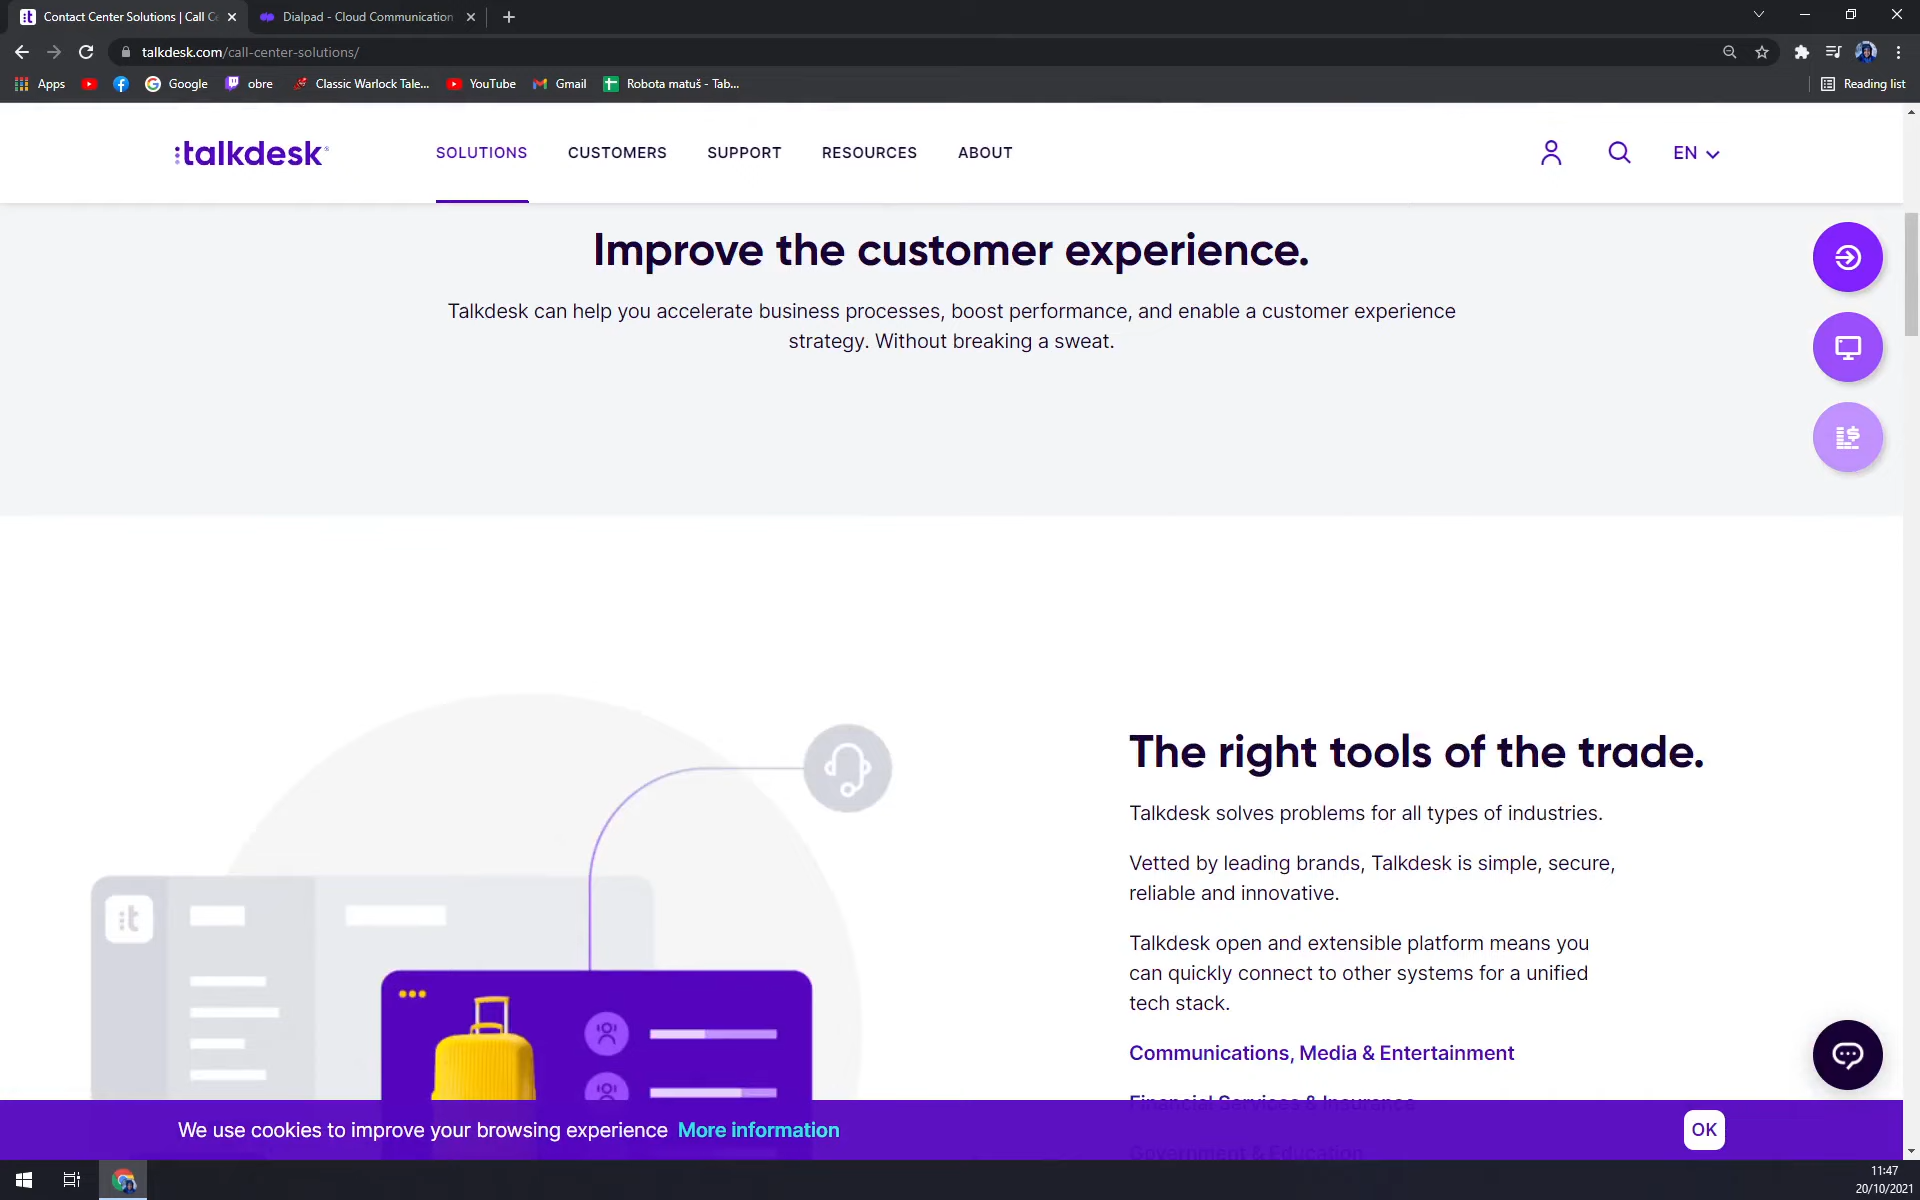 Contact Center Solutions | Call Ce
Dialpad - Cloud Communication
talkdesk.com/call-center-solutions/
Apps
Google
obre
Classic Warlock Tale...
YouTube
Gmail
Robota matuš - Tab...
Reading list
:talkdesk®
SOLUTIONS
CUSTOMERS
SUPPORT
RESOURCES
ABOUT
EN
Improve the customer experience.
Talkdesk can help you accelerate business processes, boost performance, and enable a customer experience
strategy. Without breaking a sweat.
The right tools of the trade.
Talkdesk solves problems for all types of industries.
Vetted by leading brands, Talkdesk is simple, secure,
reliable and innovative.
Talkdesk open and extensible platform means you
can quickly connect to other systems for a unified
tech stack.
Communications, Media & Entertainment
Financial Services & Insurance
Government & Education
:t
We use cookies to improve your browsing experience More information
OK
11:47
20/10/2021